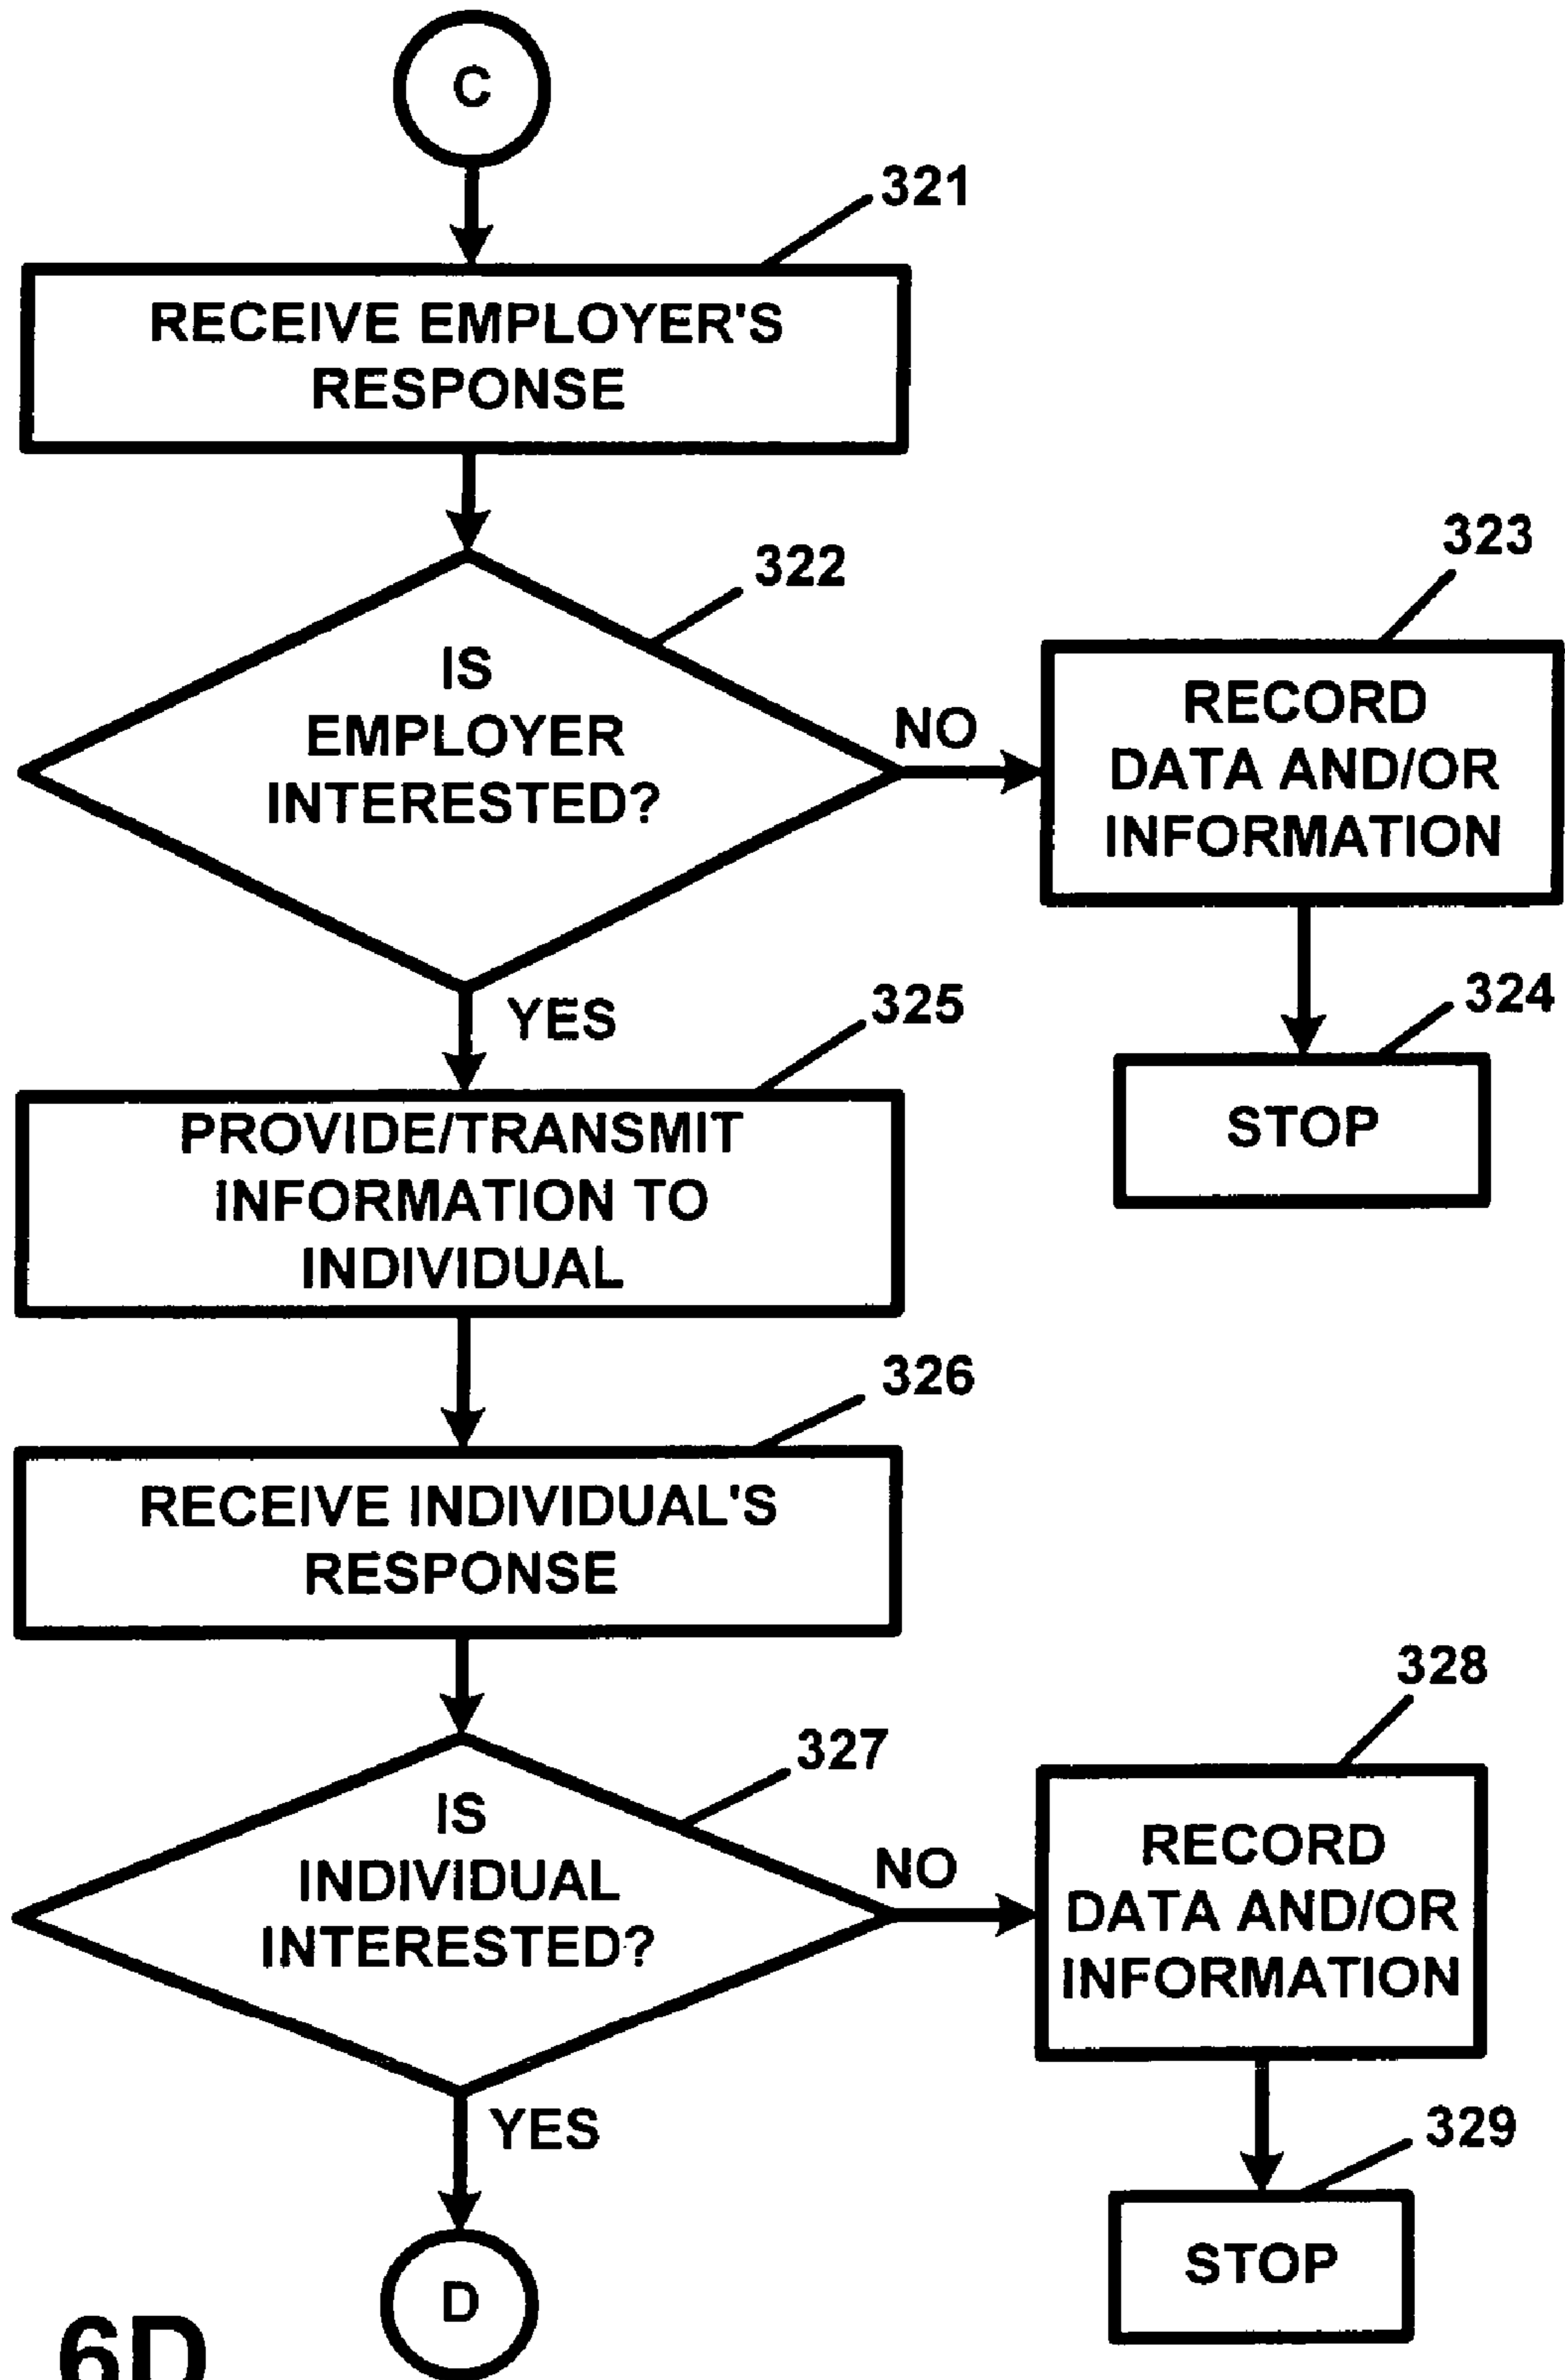 C
321
RECEIVE EMPLOYER'S
RESPONSE
322
IS
EMPLOYER
INTERESTED?
NO
323
RECORD
DATA AND/OR
INFORMATION
324
STOP
YES
325
PROVIDE/TRANSMIT
INFORMATION TO
INDIVIDUAL
326
RECEIVE INDIVIDUAL'S
RESPONSE
327
IS
INDIVIDUAL
INTERESTED?
NO
328
RECORD
DATA AND/OR
INFORMATION
329
STOP
YES
D
6D